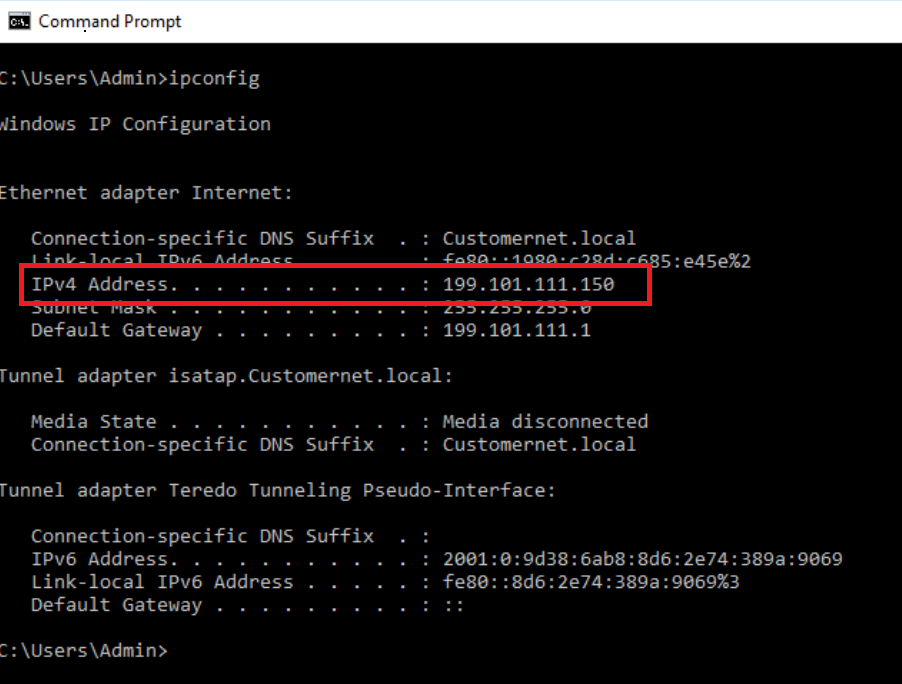 Command Prompt
C:\Users\Admin>ipconfig
Windows IP Configuration
Ethernet adapter Internet:
Connection-specific DNS Suffix  . : Customernet.local
Link-local IPv6 Address . . . . . : fe80::1980:c28d:c685:e45e%2
IPv4 Address. . . . . . . . . . . : 199.101.111.150
Subnet Mask . . . . . . . . . . . : 255.255.255.0
Default Gateway . . . . . . . . . : 199.101.111.1
Tunnel adapter isatap.Customernet.local:
Media State . . . . . . . . . . . : Media disconnected
Connection-specific DNS Suffix  . : Customernet.local
Tunnel adapter Teredo Tunneling Pseudo-Interface:
Connection-specific DNS Suffix  . :
IPv6 Address. . . . . . . . . . . : 2001:0:9d38:6ab8:8d6:2e74:389a:9069
Link-local IPv6 Address . . . . . : fe80::8d6:2e74:389a:9069%3
Default Gateway . . . . . . . . . : ::
C:\Users\Admin>